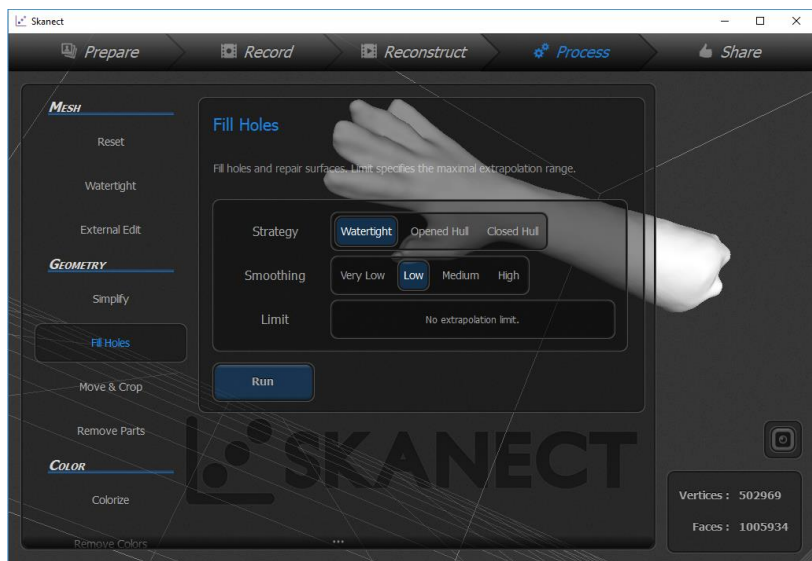 Skanect
Prepare Record Reconstruct Process Share
MESH
Reset
Watertight
External Edit
GEOMETRY
Simplify
Fill Holes
Move & Crop
Remove Parts
COLOR
Colorize
Remove Colors
Fill Holes
Fill holes and repair surfaces. Limit specifies the maximal extrapolation range.
Strategy Watertight Opened Hull Closed Hull
Smoothing Very Low Low Medium High
Limit No extrapolation limit.
Run
SKANECT
...
Vertices : 502969
Faces : 1005934